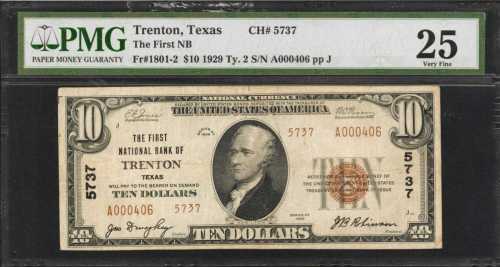 PMG
PAPER MONEY GUARANTY
Trenton, Texas CH# 5737
The First NB
Fr#1801-2 $10 1929 Ty. 2 S/N A000406 pp J
25
Very Fine
NATIONAL CURRENCY
THE UNITED STATES OF AMERICA
10
10
J
THE FIRST
NATIONAL BANK OF
TRENTON
TEXAS
WILL PAY TO THE BEARER ON DEMAND
TEN DOLLARS
5737 A000406
TEN
5737
5737
A000406 5737
SERIES OF
1929
J
10
TEN DOLLARS
10